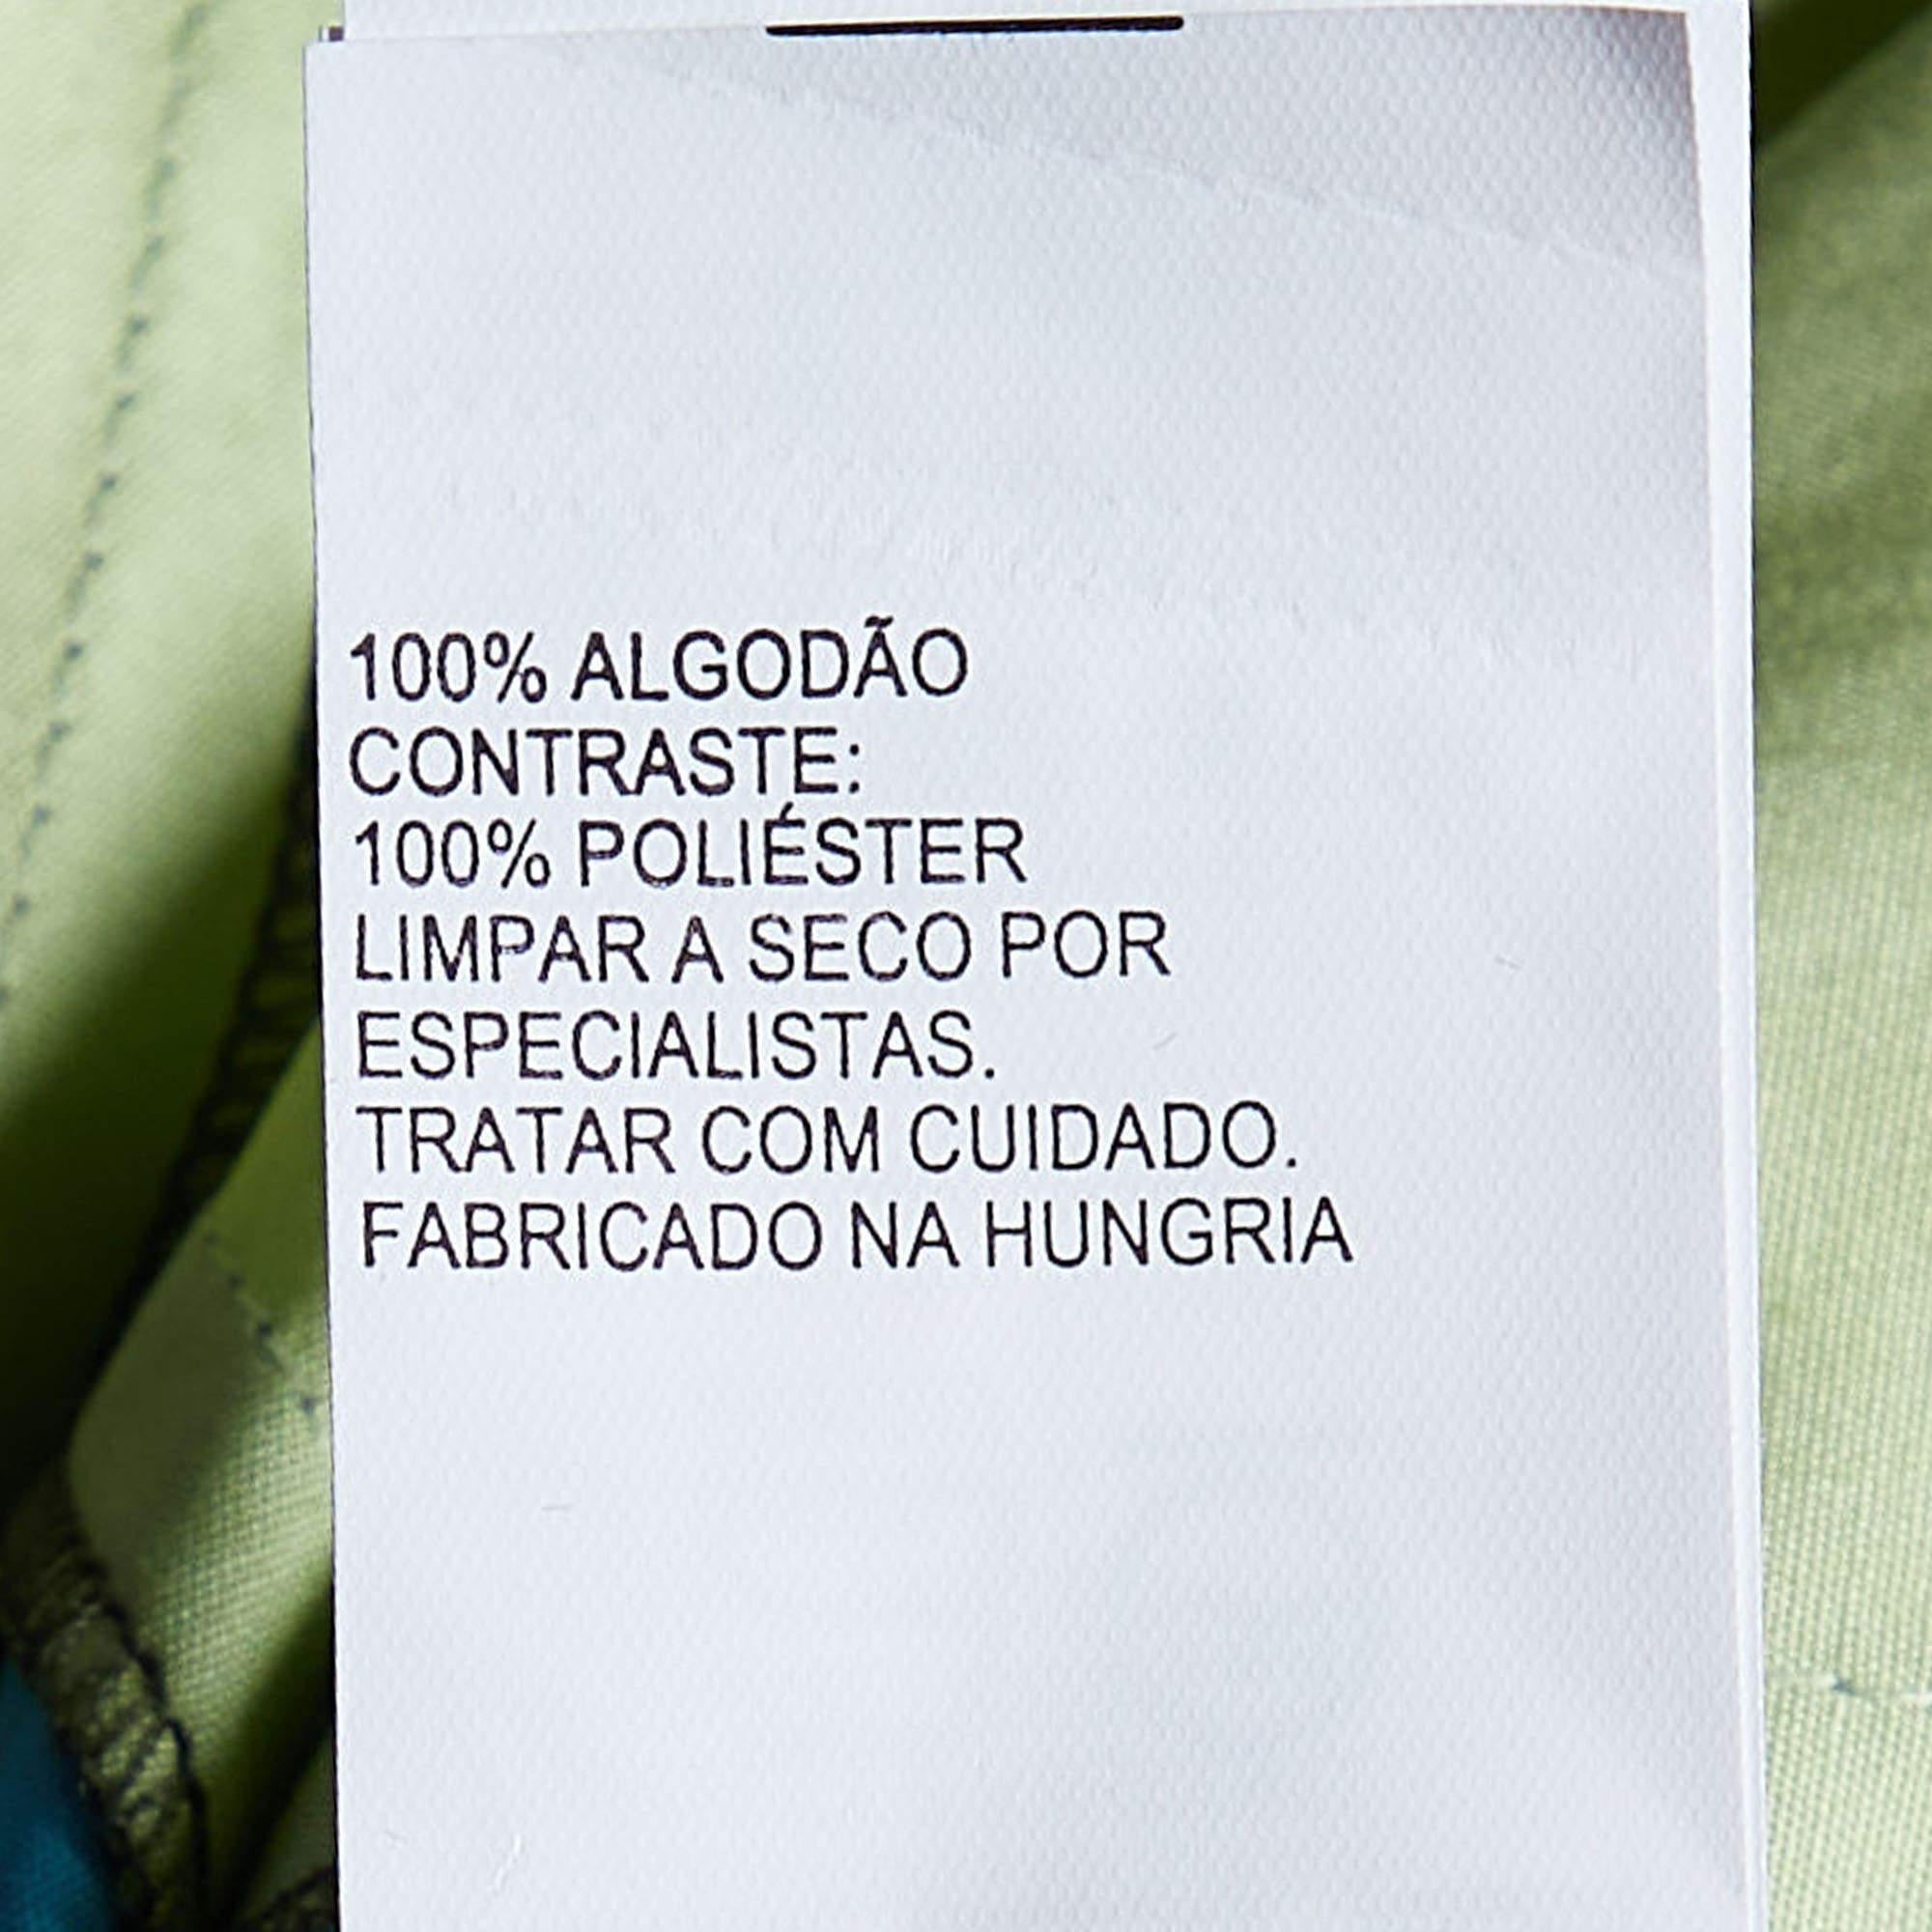 100% ALGODÃO
CONTRASTE:
100% POLIÉSTER
LIMPAR A SECO POR
ESPECIALISTAS.
TRATAR COM CUIDADO.
FABRICADO NA HUNGRIA